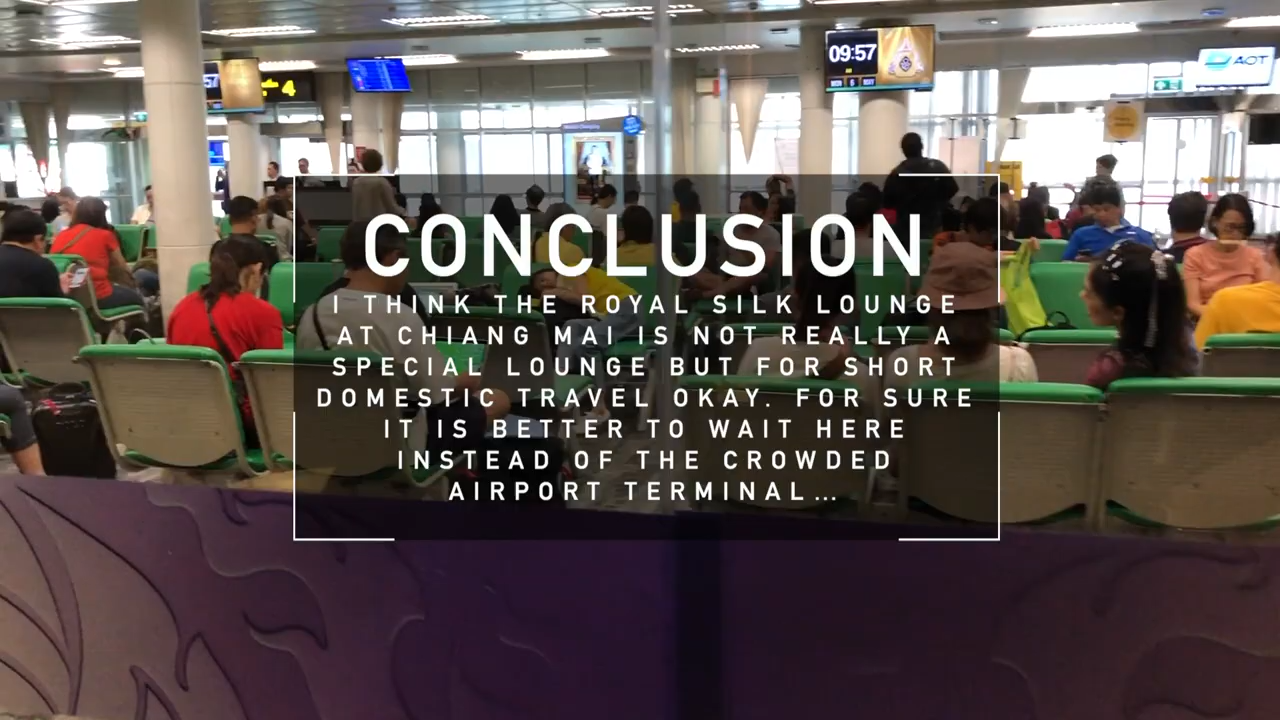 09:57
57
4
AOT
CONCLUSION
I THINK THE ROYAL SILK LOUNGE
AT CHIANG MAI IS NOT REALLY A
SPECIAL LOUNGE BUT FOR SHORT
DOMESTIC TRAVEL OKAY. FOR SURE
IT IS BETTER TO WAIT HERE
INSTEAD OF THE CROWDED
AIRPORT TERMINAL...